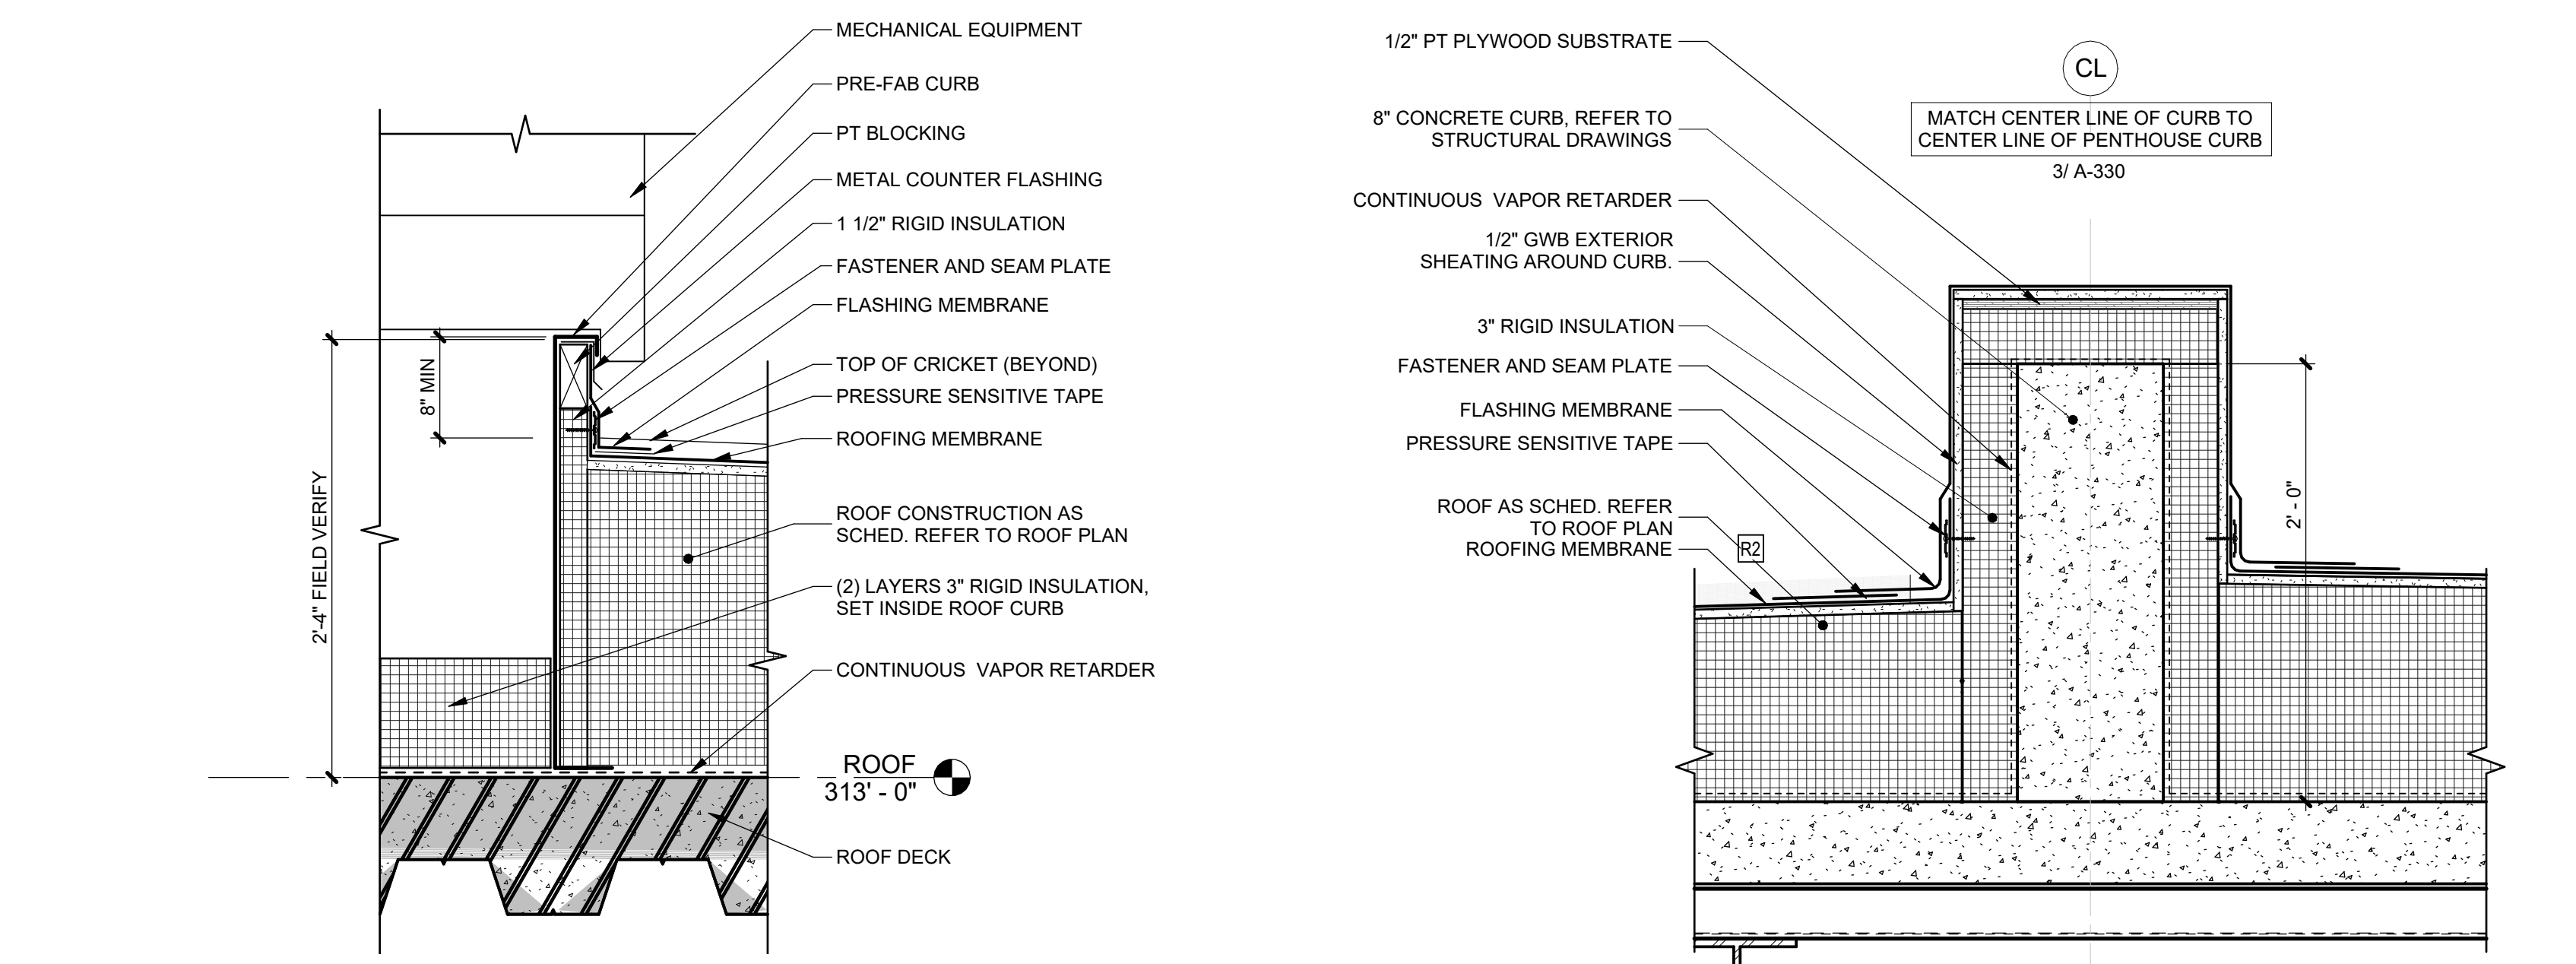 MECHANICAL EQUIPMENT
PRE-FAB CURB
PT BLOCKING
METAL COUNTER FLASHING
1 1/2" RIGID INSULATION
FASTENER AND SEAM PLATE
FLASHING MEMBRANE
TOP OF CRICKET (BEYOND)
PRESSURE SENSITIVE TAPE
ROOFING MEMBRANE
ROOF CONSTRUCTION AS
SCHED. REFER TO ROOF PLAN
(2) LAYERS 3" RIGID INSULATION,
SET INSIDE ROOF CURB
CONTINUOUS VAPOR RETARDER
ROOF
313' - 0"
ROOF DECK
8" MIN
2'-4" FIELD VERIFY
1/2" PT PLYWOOD SUBSTRATE
8" CONCRETE CURB, REFER TO
STRUCTURAL DRAWINGS
CONTINUOUS VAPOR RETARDER
1/2" GWB EXTERIOR
SHEATING AROUND CURB.
3" RIGID INSULATION
FASTENER AND SEAM PLATE
FLASHING MEMBRANE
PRESSURE SENSITIVE TAPE
ROOF AS SCHED. REFER
TO ROOF PLAN
ROOFING MEMBRANE
R2
CL
MATCH CENTER LINE OF CURB TO
CENTER LINE OF PENTHOUSE CURB
3/ A-330
2' - 0"